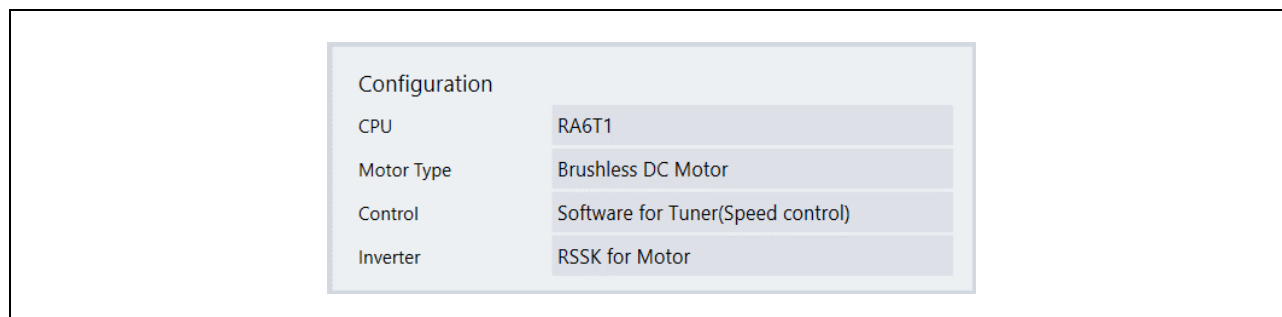 Configuration
CPU RA6T1
Motor Type Brushless DC Motor
Control Software for Tuner(Speed control)
Inverter RSSK for Motor